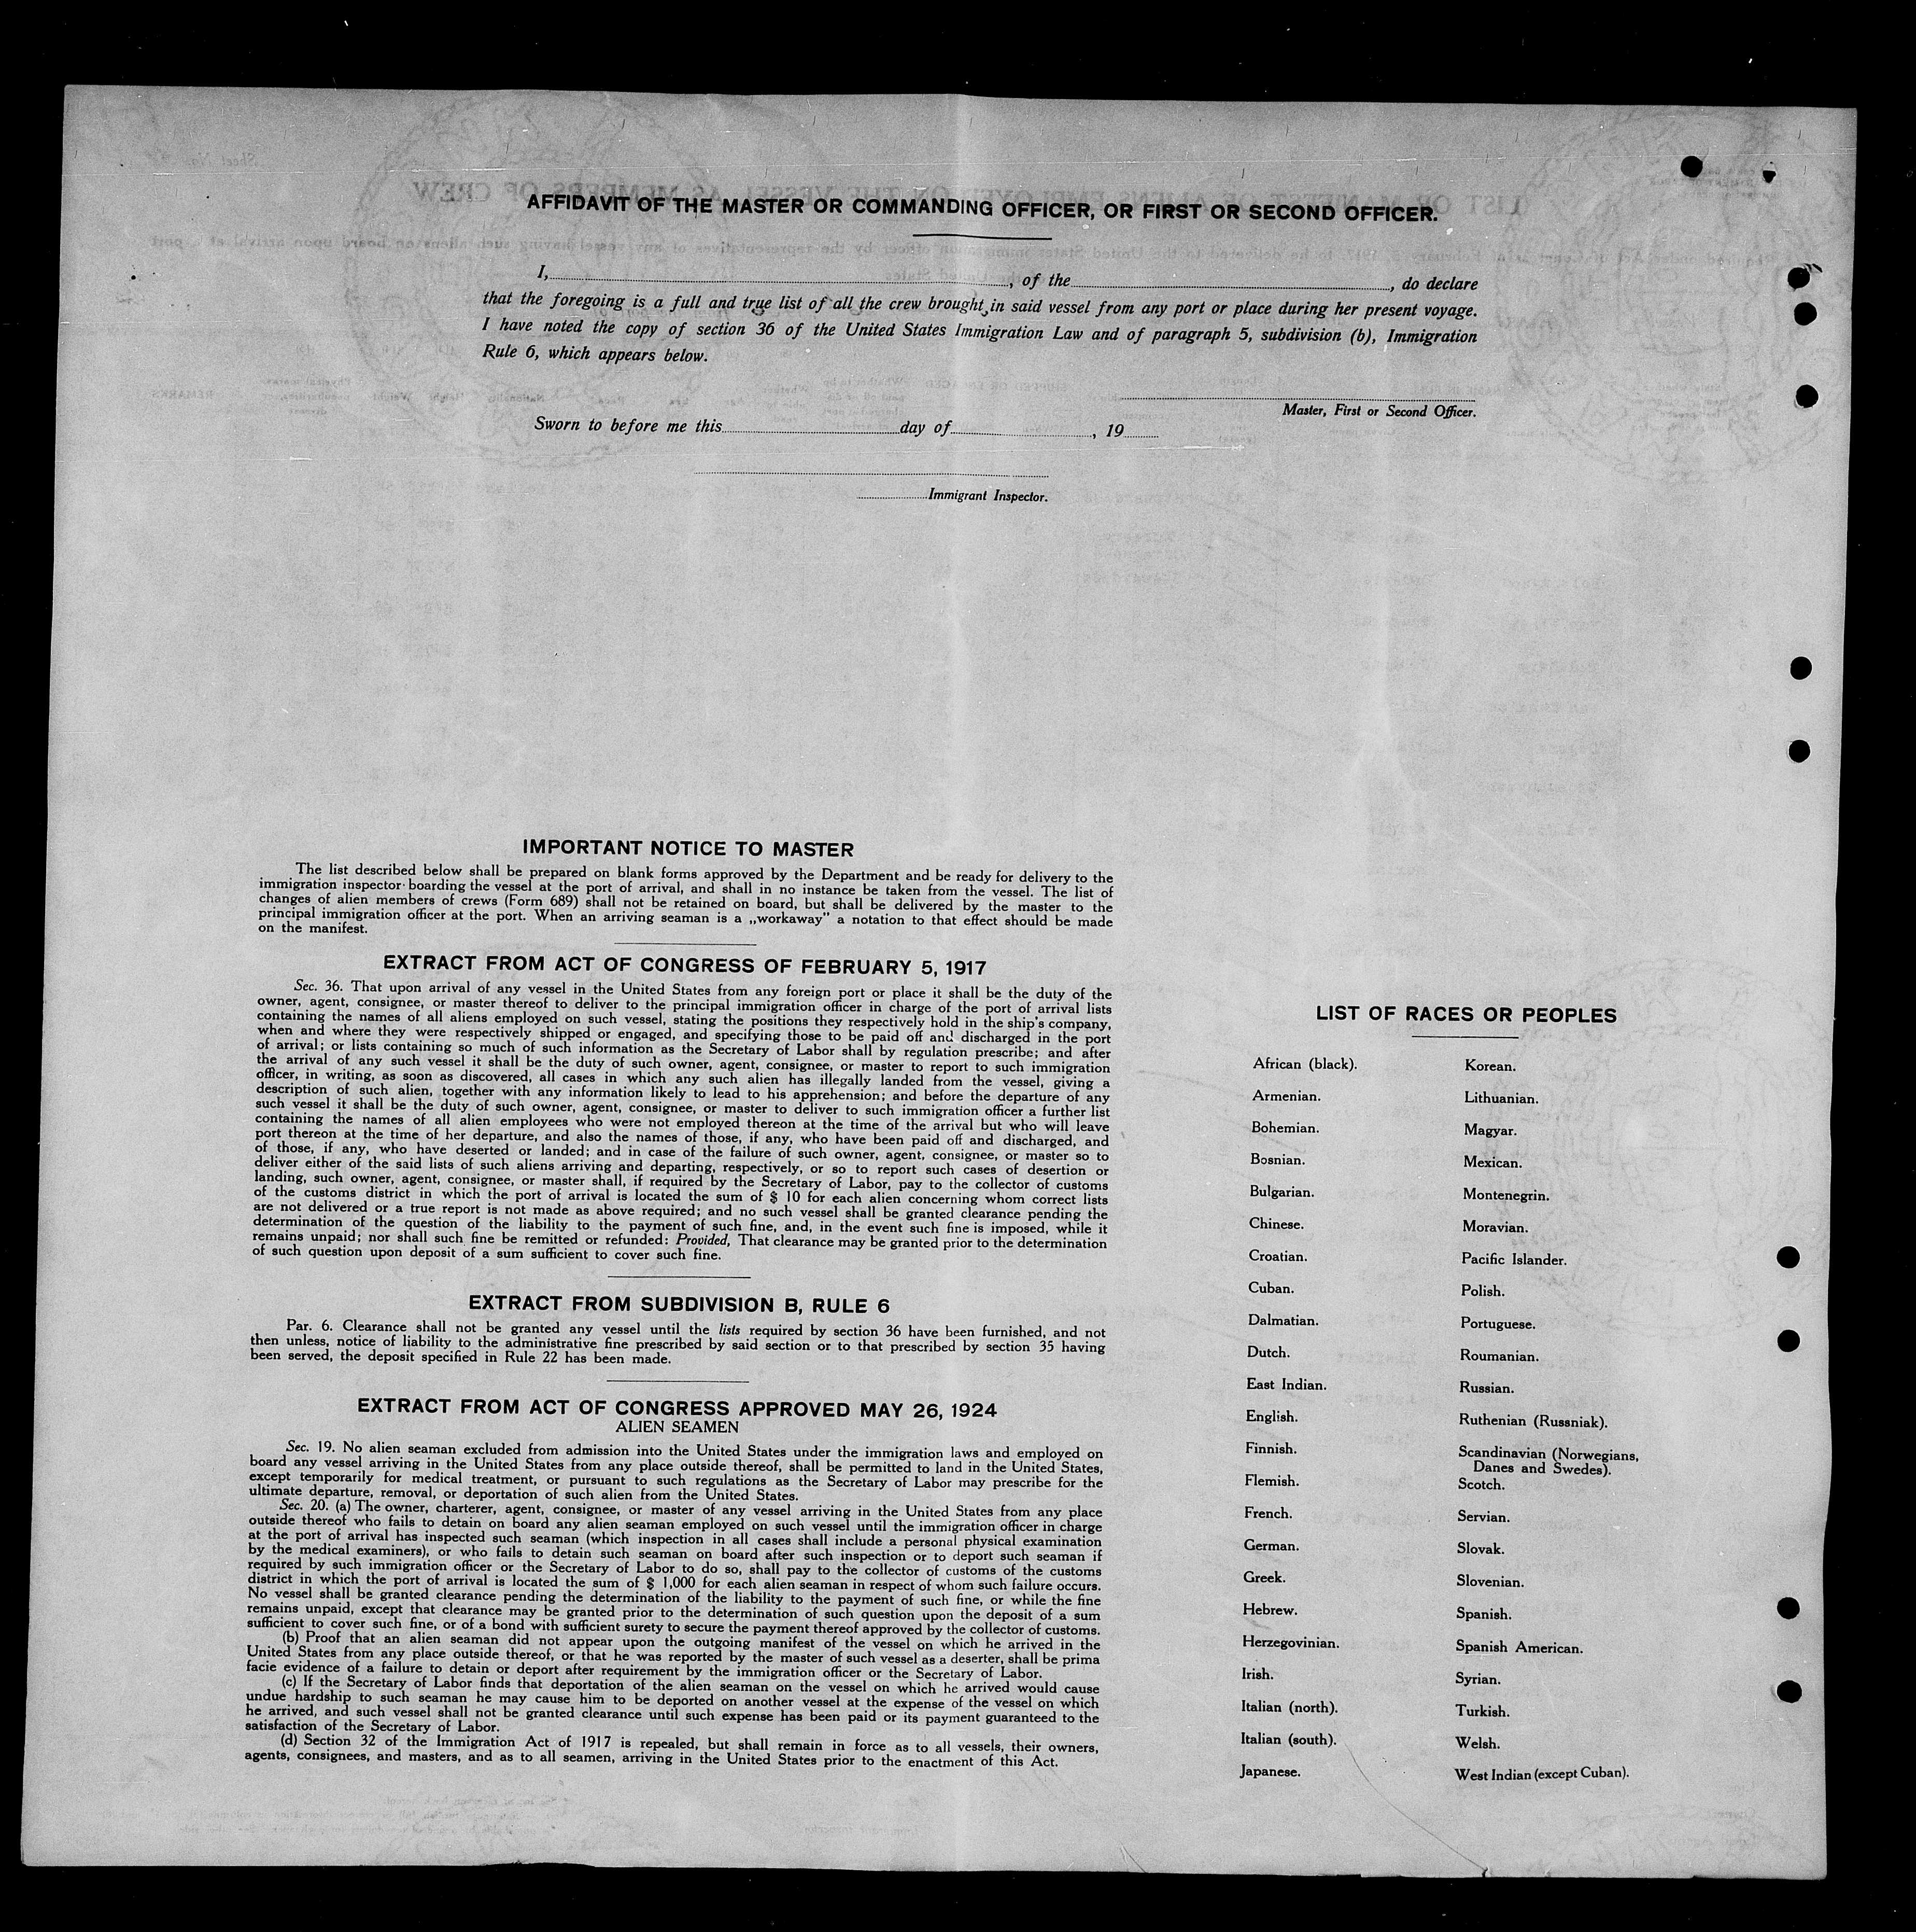 AFFIDAVIT OF THE MASTER OR COMMANDING OFFICER, OR FIRST OR SECOND OFFICER.
I, , of the , do declare
that the foregoing is a full and true list of all the crew brought in said vessel from any port or place during her present voyage.
I have noted the copy of section 36 of the United States Immigration Law and of paragraph 5, subdivision (b), Immigration
Rule 6, which appears below.
Master, First or Second Officer.
Sworn to before me this day of , 19
Immigrant Inspector.
IMPORTANT NOTICE TO MASTER
The list described below shall be prepared on blank forms approved by the Department and be ready for delivery to the
immigration inspector boarding the vessel at the port of arrival, and shall in no instance be taken from the vessel. The list of
changes of alien members of crews (Form 689) shall not be retained on board, but shall be delivered by the master to the
principal immigration officer at the port. When an arriving seaman is a „workaway” a notation to that effect should be made
on the manifest.
EXTRACT FROM ACT OF CONGRESS OF FEBRUARY 5, 1917
Sec. 36. That upon arrival of any vessel in the United States from any foreign port or place it shall be the duty of the
owner, agent, consignee, or master thereof to deliver to the principal immigration officer in charge of the port of arrival lists
containing the names of all aliens employed on such vessel, stating the positions they respectively hold in the ship's company,
when and where they were respectively shipped or engaged, and specifying those to be paid off and discharged in the port
of arrival; or lists containing so much of such information as the Secretary of Labor shall by regulation prescribe; and after
the arrival of any such vessel it shall be the duty of such owner, agent, consignee, or master to report to such immigration
officer, in writing, as soon as discovered, all cases in which any such alien has illegally landed from the vessel, giving a
description of such alien, together with any information likely to lead to his apprehension; and before the departure of any
such vessel it shall be the duty of such owner, agent, consignee, or master to deliver to such immigration officer a further list
containing the names of all alien employees who were not employed thereon at the time of the arrival but who will leave
port thereon at the time of her departure, and also the names of those, if any, who have been paid off and discharged, and
of those, if any, who have deserted or landed; and in case of the failure of such owner, agent, consignee, or master so to
deliver either of the said lists of such aliens arriving and departing, respectively, or so to report such cases of desertion or
landing, such owner, agent, consignee, or master shall, if required by the Secretary of Labor, pay to the collector of customs
of the customs district in which the port of arrival is located the sum of $ 10 for each alien concerning whom correct lists
are not delivered or a true report is not made as above required; and no such vessel shall be granted clearance pending the
determination of the question of the liability to the payment of such fine, and, in the event such fine is imposed, while it
remains unpaid; nor shall such fine be remitted or refunded: Provided, That clearance may be granted prior to the determination
of such question upon deposit of a sum sufficient to cover such fine.
EXTRACT FROM SUBDIVISION B, RULE 6
Par. 6. Clearance shall not be granted any vessel until the lists required by section 36 have been furnished, and not
then unless, notice of liability to the administrative fine prescribed by said section or to that prescribed by section 35 having
been served, the deposit specified in Rule 22 has been made.
EXTRACT FROM ACT OF CONGRESS APPROVED MAY 26, 1924
ALIEN SEAMEN
Sec. 19. No alien seaman excluded from admission into the United States under the immigration laws and employed on
board any vessel arriving in the United States from any place outside thereof, shall be permitted to land in the United States,
except temporarily for medical treatment, or pursuant to such regulations as the Secretary of Labor may prescribe for the
ultimate departure, removal, or deportation of such alien from the United States.
Sec. 20. (a) The owner, charterer, agent, consignee, or master of any vessel arriving in the United States from any place
outside thereof who fails to detain on board any alien seaman employed on such vessel until the immigration officer in charge
at the port of arrival has inspected such seaman (which inspection in all cases shall include a personal physical examination
by the medical examiners), or who fails to detain such seaman on board after such inspection or to deport such seaman if
required by such immigration officer or the Secretary of Labor to do so, shall pay to the collector of customs of the customs
district in which the port of arrival is located the sum of $ 1,000 for each alien seaman in respect of whom such failure occurs.
No vessel shall be granted clearance pending the determination of the liability to the payment of such fine, or while the fine
remains unpaid, except that clearance may be granted prior to the determination of such question upon the deposit of a sum
sufficient to cover such fine, or of a bond with sufficient surety to secure the payment thereof approved by the collector of customs.
(b) Proof that an alien seaman did not appear upon the outgoing manifest of the vessel on which he arrived in the
United States from any place outside thereof, or that he was reported by the master of such vessel as a deserter, shall be prima
facie evidence of a failure to detain or deport after requirement by the immigration officer or the Secretary of Labor.
(c) If the Secretary of Labor finds that deportation of the alien seaman on the vessel on which he arrived would cause
undue hardship to such seaman he may cause him to be deported on another vessel at the expense of the vessel on which
he arrived, and such vessel shall not be granted clearance until such expense has been paid or its payment guaranteed to the
satisfaction of the Secretary of Labor.
(d) Section 32 of the Immigration Act of 1917 is repealed, but shall remain in force as to all vessels, their owners,
agents, consignees, and masters, and as to all seamen, arriving in the United States prior to the enactment of this Act.
LIST OF RACES OR PEOPLES
African (black).
Armenian.
Bohemian.
Bosnian.
Bulgarian.
Chinese.
Croatian.
Cuban.
Dalmatian.
Dutch.
East Indian.
English.
Finnish.
Flemish.
French.
German.
Greek.
Hebrew.
Herzegovinian.
Irish.
Italian (north).
Italian (south).
Japanese.
Korean.
Lithuanian.
Magyar.
Mexican.
Montenegrin.
Moravian.
Pacific Islander.
Polish.
Portuguese.
Roumanian.
Russian.
Ruthenian (Russniak).
Scandinavian (Norwegians,
Danes and Swedes).
Scotch.
Servian.
Slovak.
Slovenian.
Spanish.
Spanish American.
Syrian.
Turkish.
Welsh.
West Indian (except Cuban).